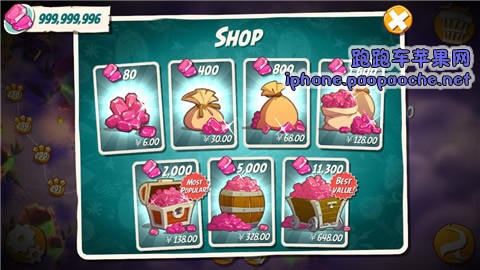 999,999,996
SHOP
跑跑车苹果网
iphone.paopaoche.net
80
400
800
¥6.00
¥30.00
¥68.00
¥128.00
2,000
5,000
11,300
MOST POPULAR!
BEST VALUE!
¥138.00
¥328.00
¥648.00